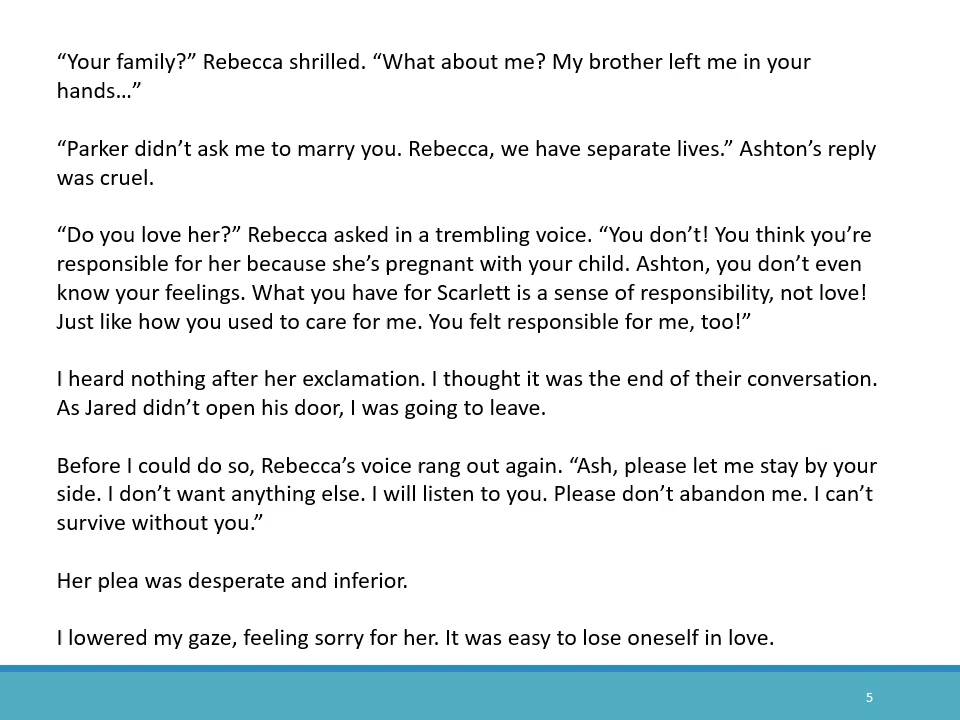 “Your family?” Rebecca shrilled. “What about me? My brother left me in your
hands…”
“Parker didn’t ask me to marry you. Rebecca, we have separate lives.” Ashton’s reply
was cruel.
“Do you love her?” Rebecca asked in a trembling voice. “You don’t! You think you’re
responsible for her because she’s pregnant with your child. Ashton, you don’t even
know your feelings. What you have for Scarlett is a sense of responsibility, not love!
Just like how you used to care for me. You felt responsible for me, too!”
I heard nothing after her exclamation. I thought it was the end of their conversation.
As Jared didn’t open his door, I was going to leave.
Before I could do so, Rebecca’s voice rang out again. “Ash, please let me stay by your
side. I don’t want anything else. I will listen to you. Please don’t abandon me. I can’t
survive without you.”
Her plea was desperate and inferior.
I lowered my gaze, feeling sorry for her. It was easy to lose oneself in love.
5